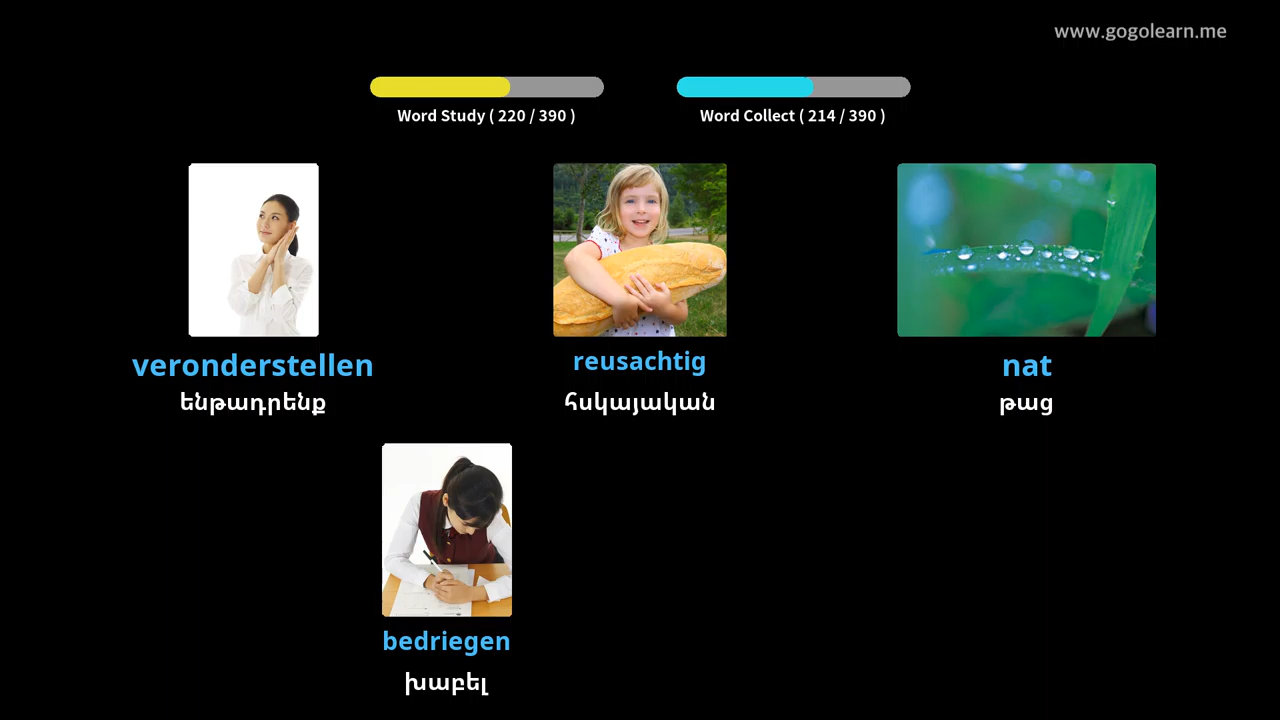 www.gogolearn.me
Word Study ( 220 / 390 )
Word Collect ( 214 / 390 )
veronderstellen
ենթադրենք
reusachtig
հսկայական
nat
թաց
bedriegen
խաբել